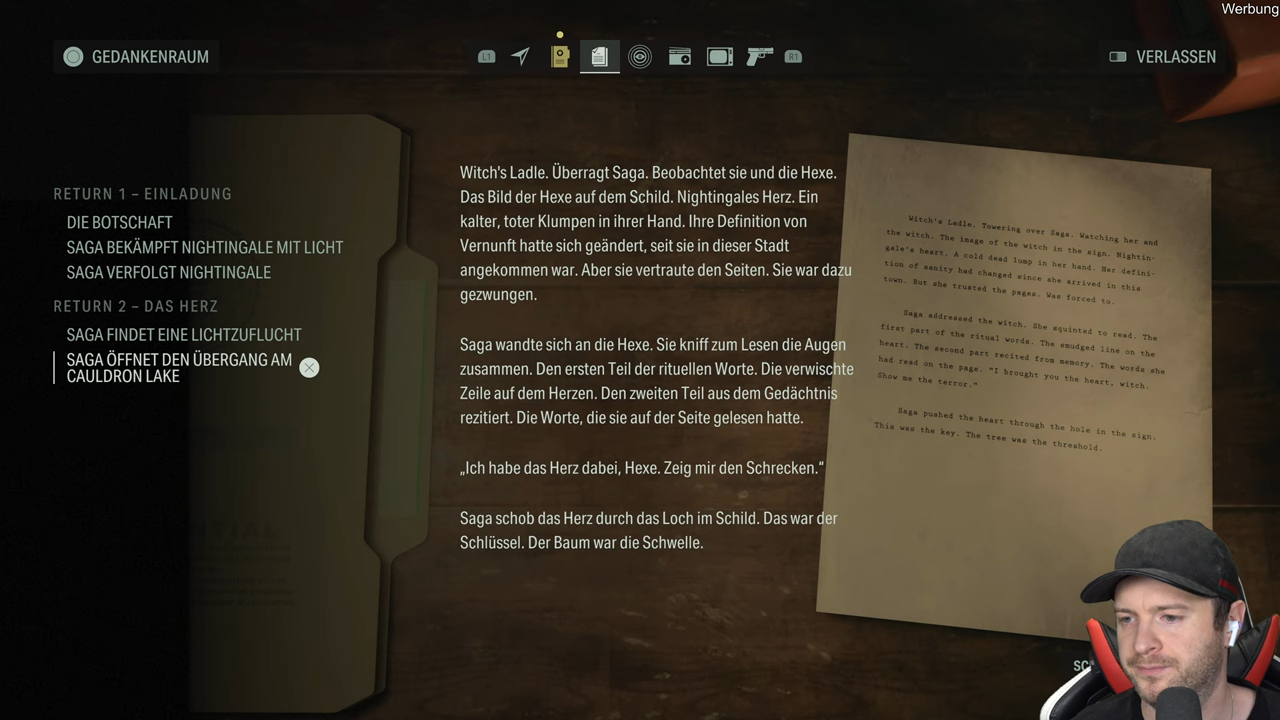 Werbung
GEDANKENRAUM
L1
R1
VERLASSEN
RETURN 1 – EINLADUNG
DIE BOTSCHAFT
SAGA BEKÄMPFT NIGHTINGALE MIT LICHT
SAGA VERFOLGT NIGHTINGALE
RETURN 2 – DAS HERZ
SAGA FINDET EINE LICHTZUFLUCHT
SAGA ÖFFNET DEN ÜBERGANG AM
CAULDRON LAKE
Witch's Ladle. Überragt Saga. Beobachtet sie und die Hexe.
Das Bild der Hexe auf dem Schild. Nightingales Herz. Ein
kalter, toter Klumpen in ihrer Hand. Ihre Definition von
Vernunft hatte sich geändert, seit sie in dieser Stadt
angekommen war. Aber sie vertraute den Seiten. Sie war dazu
gezwungen.
Saga wandte sich an die Hexe. Sie kniff zum Lesen die Augen
zusammen. Den ersten Teil der rituellen Worte. Die verwischte
Zeile auf dem Herzen. Den zweiten Teil aus dem Gedächtnis
rezitiert. Die Worte, die sie auf der Seite gelesen hatte.
„Ich habe das Herz dabei, Hexe. Zeig mir den Schrecken."
Saga schob das Herz durch das Loch im Schild. Das war der
Schlüssel. Der Baum war die Schwelle.
Witch's Ladle. Towering over Saga. Watching her and
the witch. The image of the witch in the sign. Nightin-
gale's heart. A cold dead lump in her hand. Her defini-
tion of sanity had changed since she arrived in this
town. But she trusted the pages. Was forced to.
Saga addressed the witch. She squinted to read. The
first part of the ritual words. The smudged line on the
heart. The second part recited from memory. The words she
had read on the page. "I brought you the heart, witch.
Show me the terror."
Saga pushed the heart through the hole in the sign.
This was the key. The tree was the threshold.